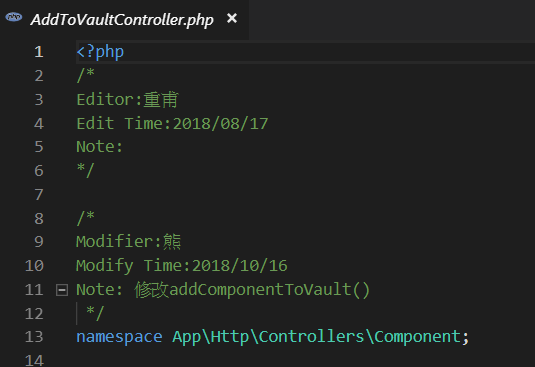 php AddToVaultController.php ×
1 <?php
2 /*
3 Editor:重甫
4 Edit Time:2018/08/17
5 Note:
6 */
7
8 /*
9 Modifier:熊
10 Modify Time:2018/10/16
11 Note: 修改addComponentToVault()
12 */
13 namespace App\Http\Controllers\Component;
14